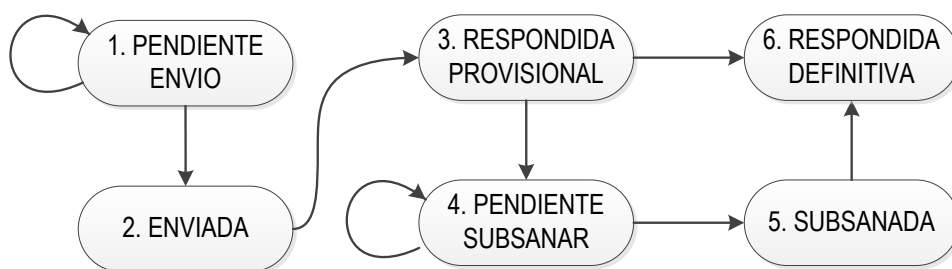 1. PENDIENTE
ENVIO
2. ENVIADA
3. RESPONDIDA
PROVISIONAL
4. PENDIENTE
SUBSANAR
5. SUBSANADA
6. RESPONDIDA
DEFINITIVA